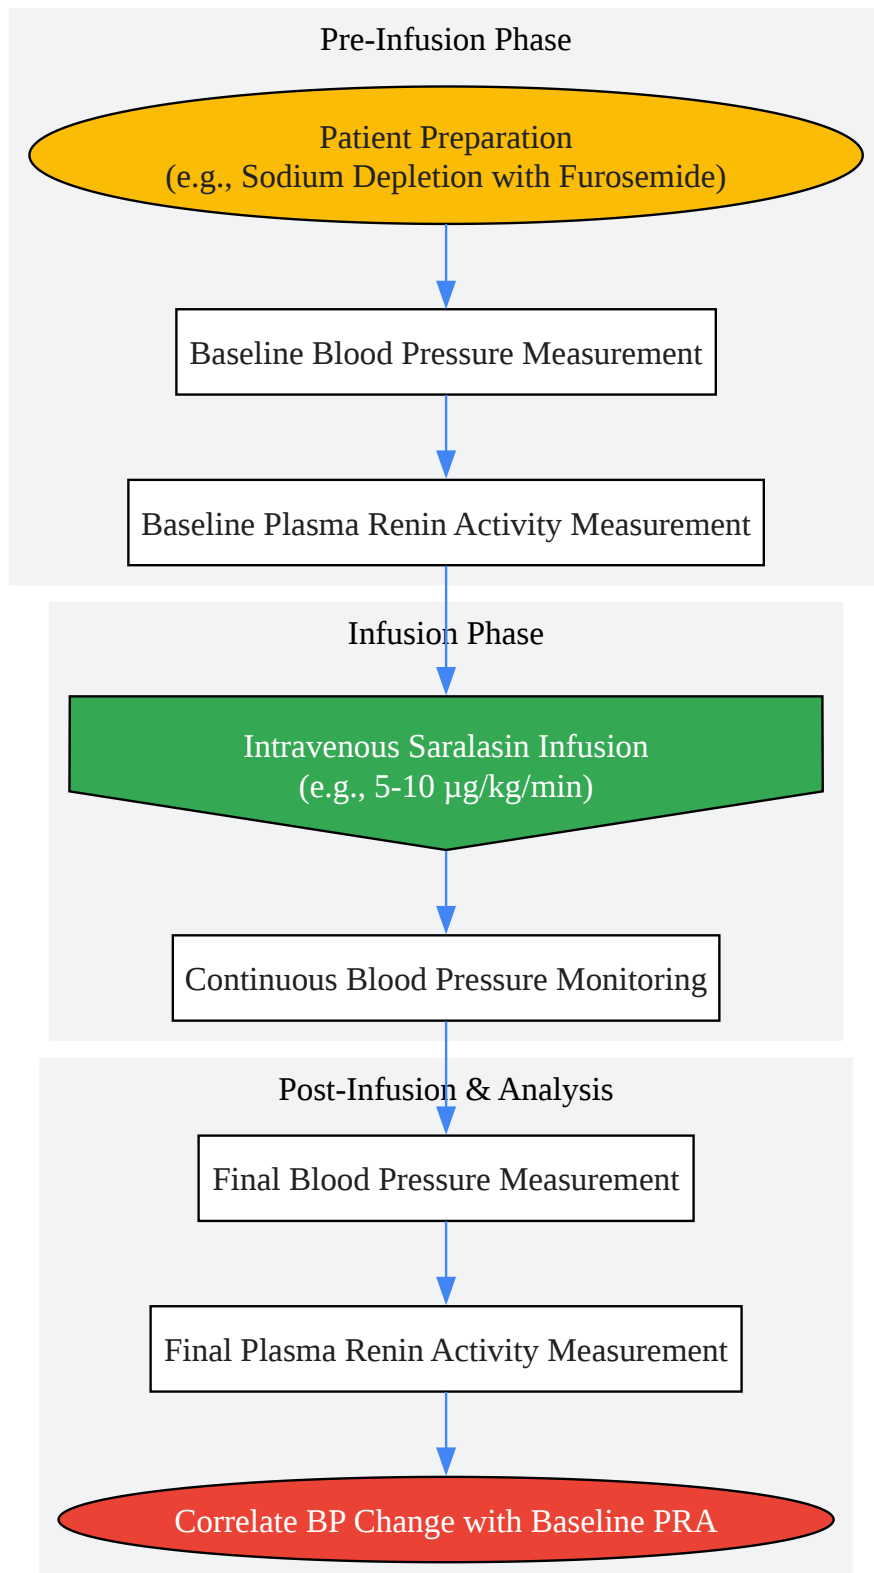 Pre-Infusion Phase
Patient Preparation
(e.g., Sodium Depletion with Furosemide)
Baseline Blood Pressure Measurement
Baseline Plasma Renin Activity Measurement
Infusion Phase
Intravenous Saralasin Infusion
(e.g., 5-10 µg/kg/min)
Continuous Blood Pressure Monitoring
Post-Infusion & Analysis
Final Blood Pressure Measurement
Final Plasma Renin Activity Measurement
Correlate BP Change with Baseline PRA